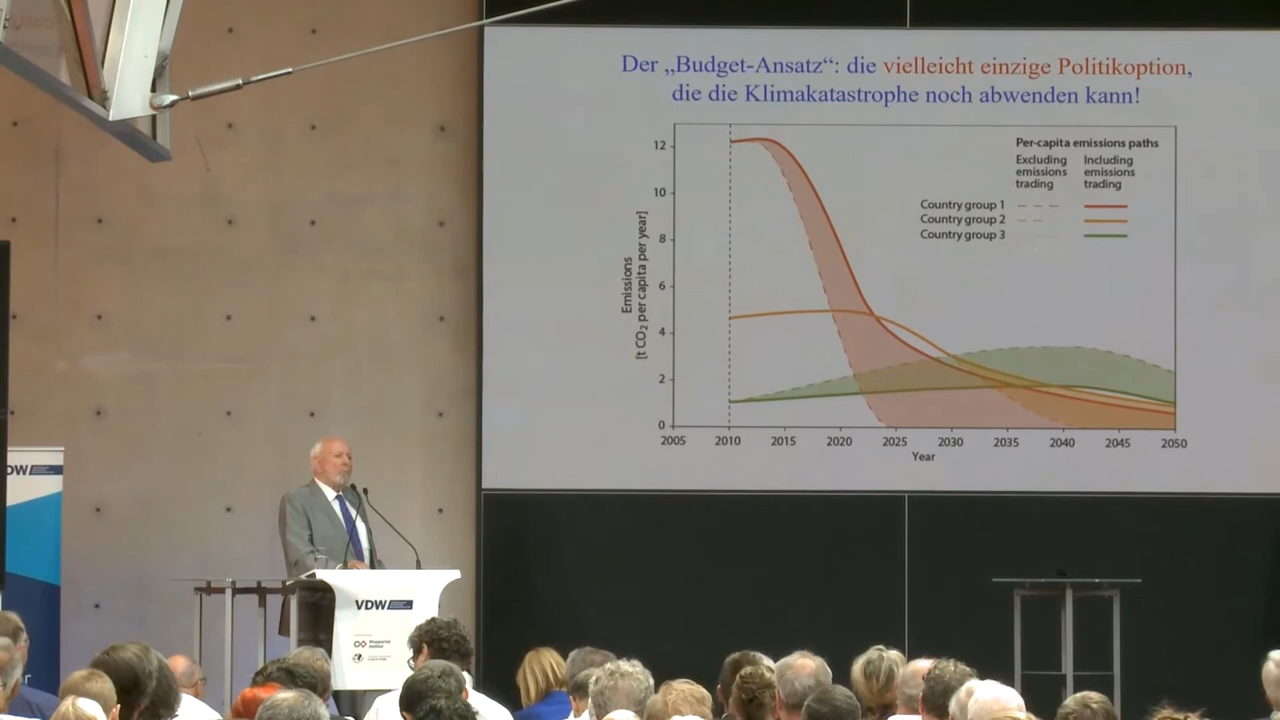 Der „Budget-Ansatz“: die vielleicht einzige Politikoption,
die die Klimakatastrophe noch abwenden kann!
Per-capita emissions paths
Excluding emissions trading
Including emissions trading
Country group 1
Country group 2
Country group 3
Emissions
[t CO₂ per capita per year]
12
10
8
6
4
2
0
2005 2010 2015 2020 2025 2030 2035 2040 2045 2050
Year
DW
VDW
Wuppertal
Institut